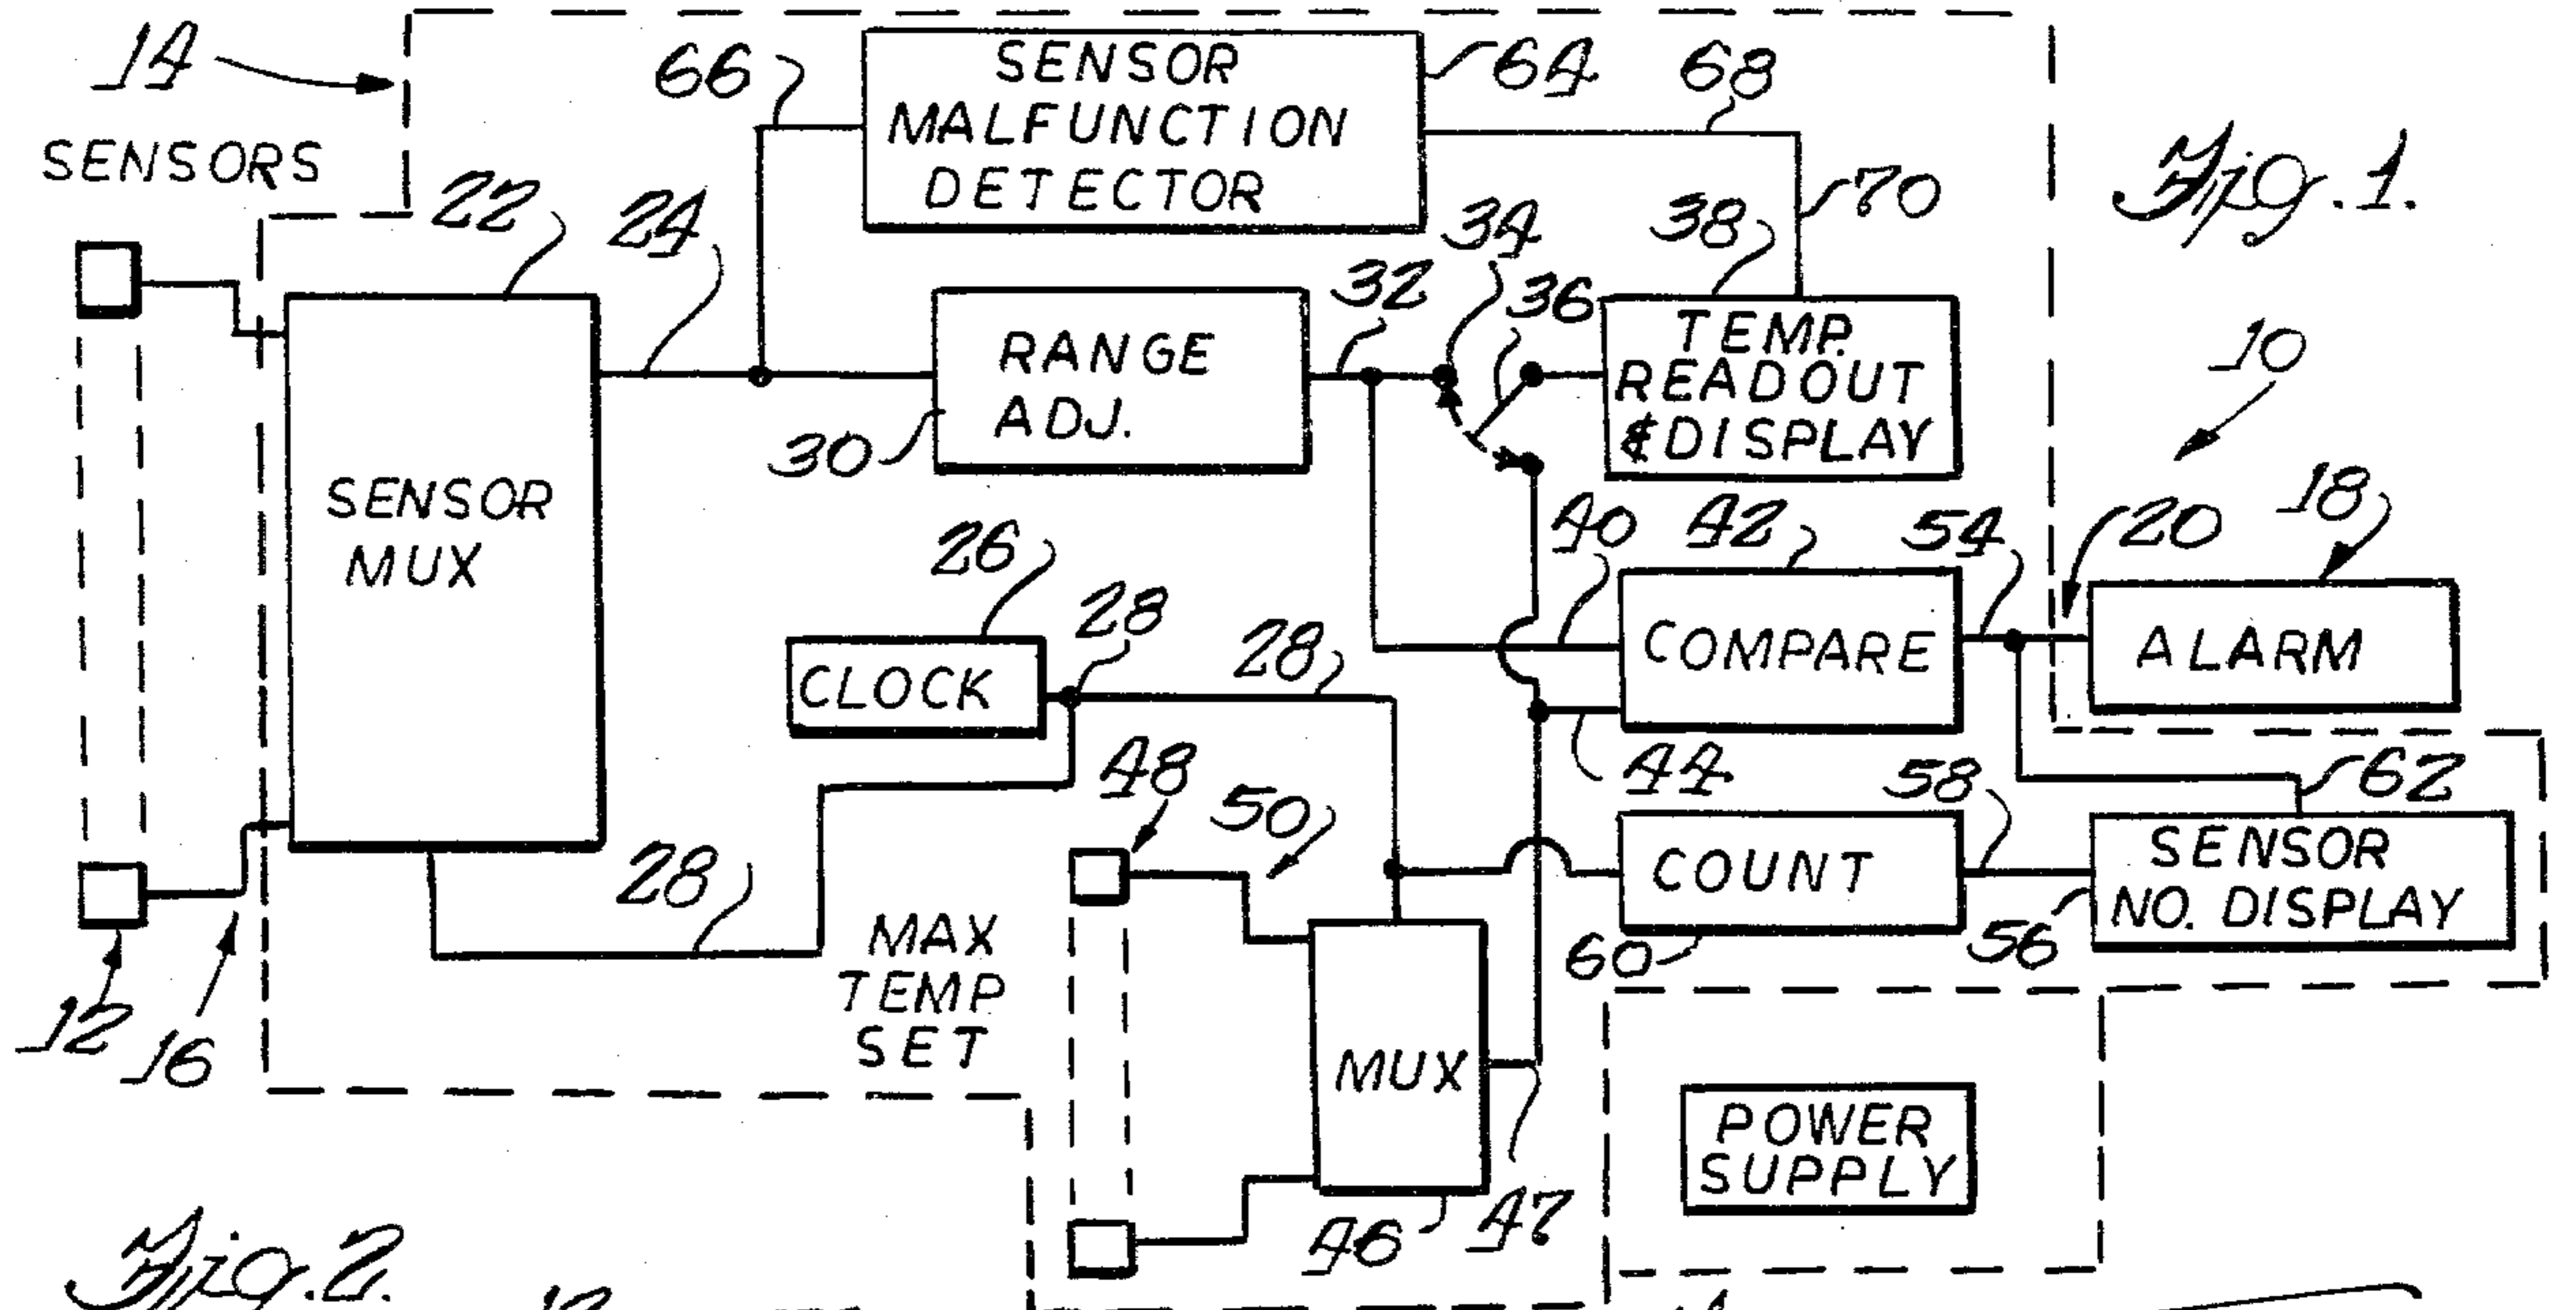 14
SENSORS
66
SENSOR
MALFUNCTION
DETECTOR
64
68
70
Fig. 1.
22
24
30
RANGE
ADJ.
32
34
36
38
TEMP.
READOUT
& DISPLAY
10
SENSOR
MUX
26
CLOCK
28
28
40
42
COMPARE
44
54
20
18
ALARM
28
48
50
58
62
COUNT
60
56
SENSOR
NO. DISPLAY
12
16
MAX
TEMP
SET
MUX
46
47
POWER
SUPPLY
Fig. 2.